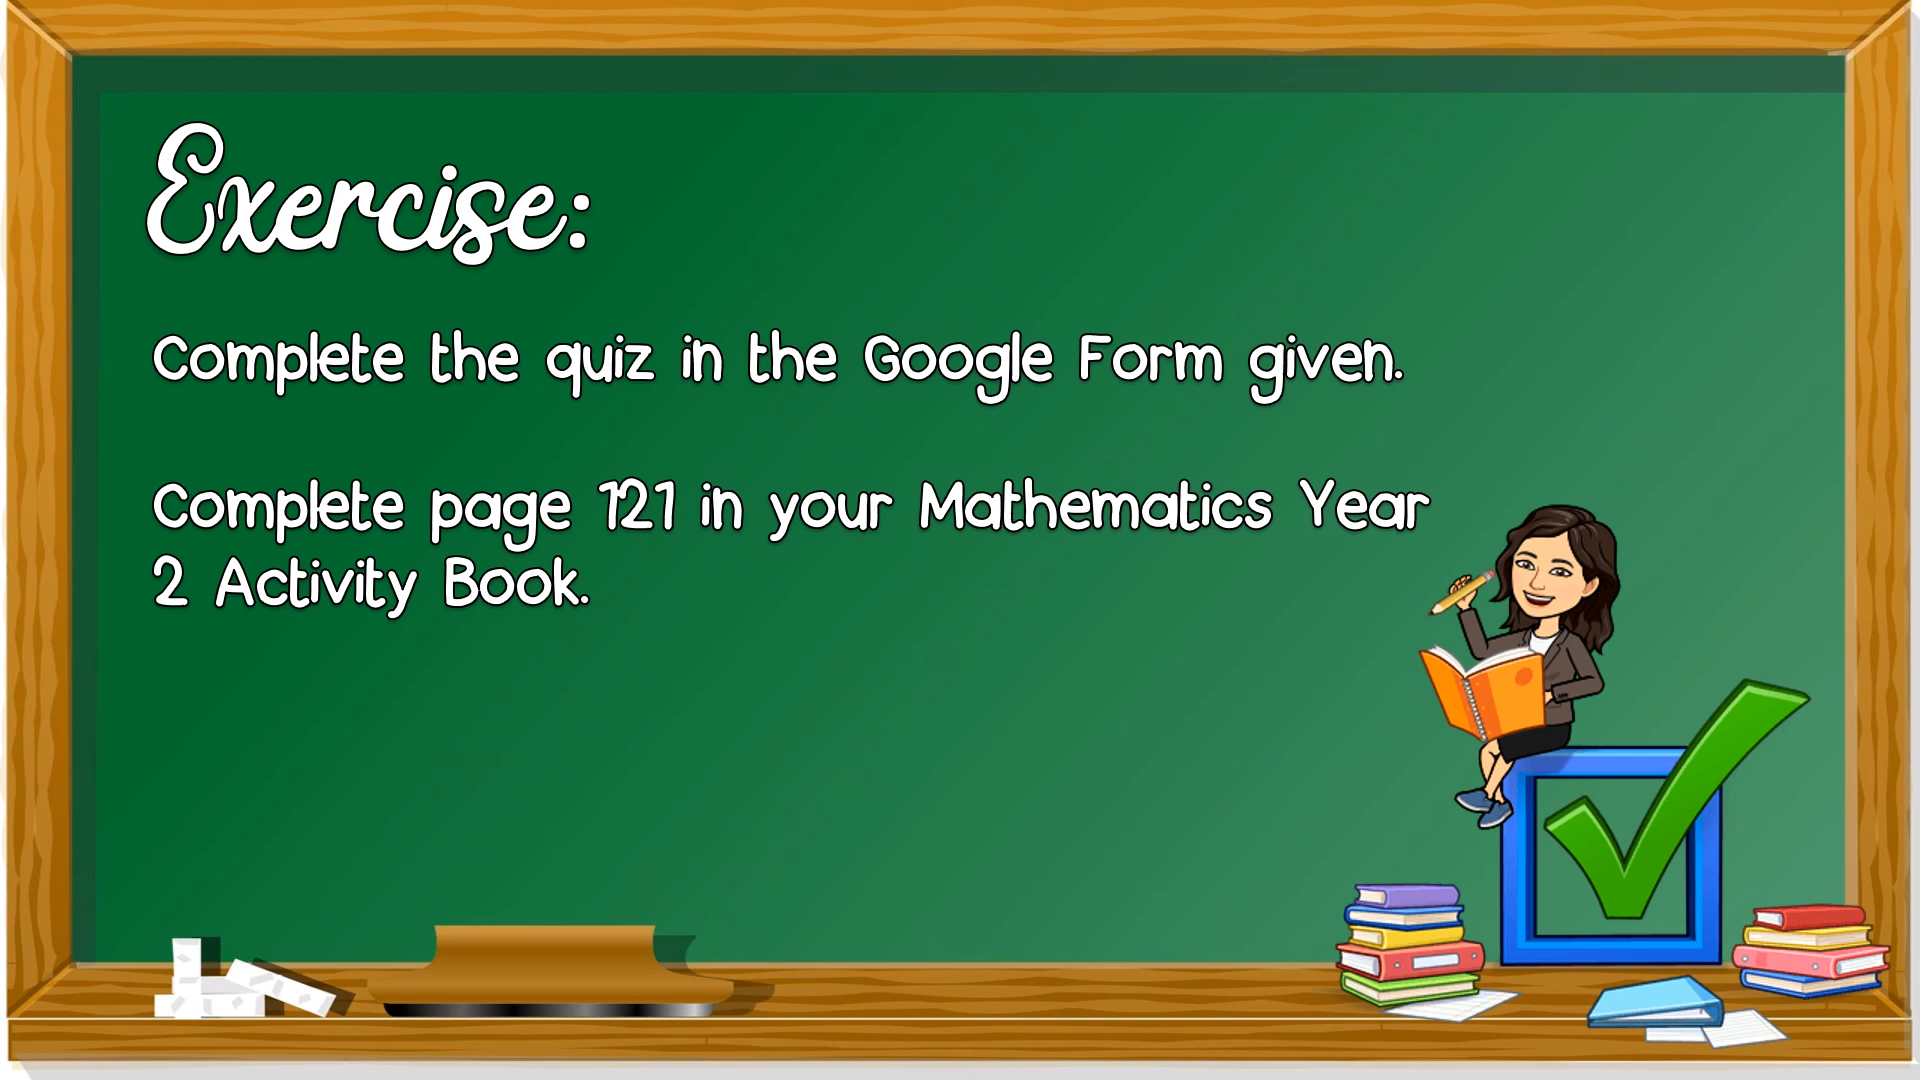 Exercise:
Complete the quiz in the Google Form given.
Complete page 121 in your Mathematics Year
2 Activity Book.